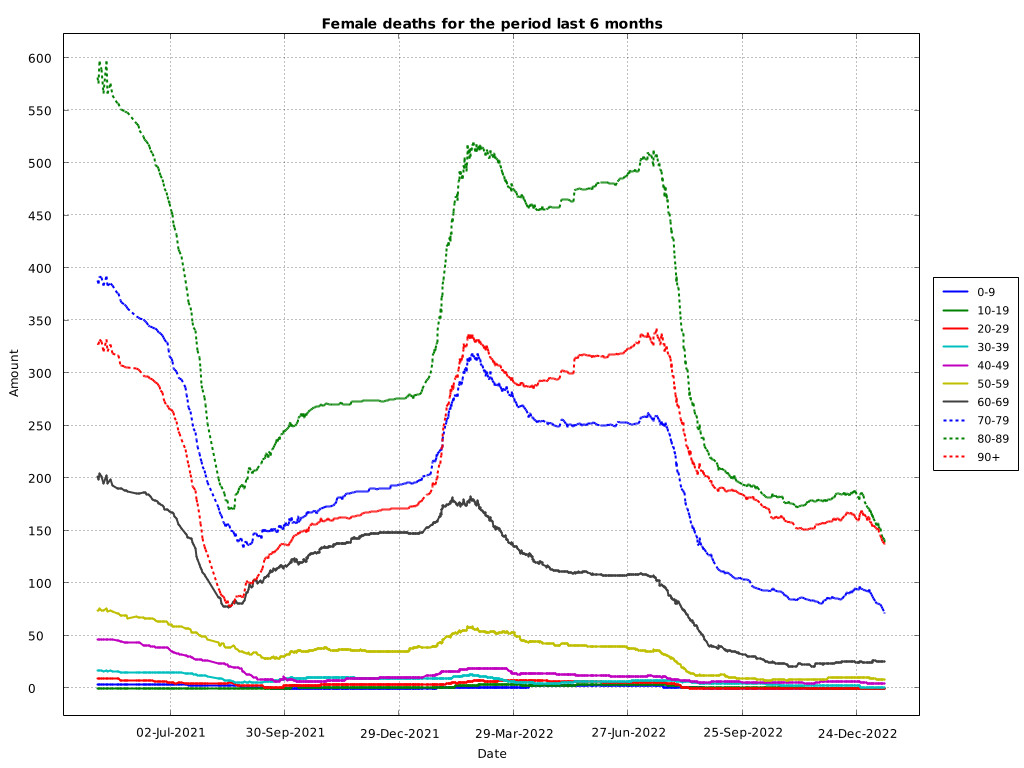 Female deaths for the period last 6 months
Amount
600
550
500
450
400
350
300
250
200
150
100
50
0
02-Jul-2021
30-Sep-2021
29-Dec-2021
29-Mar-2022
27-Jun-2022
25-Sep-2022
24-Dec-2022
Date
0-9
10-19
20-29
30-39
40-49
50-59
60-69
70-79
80-89
90+